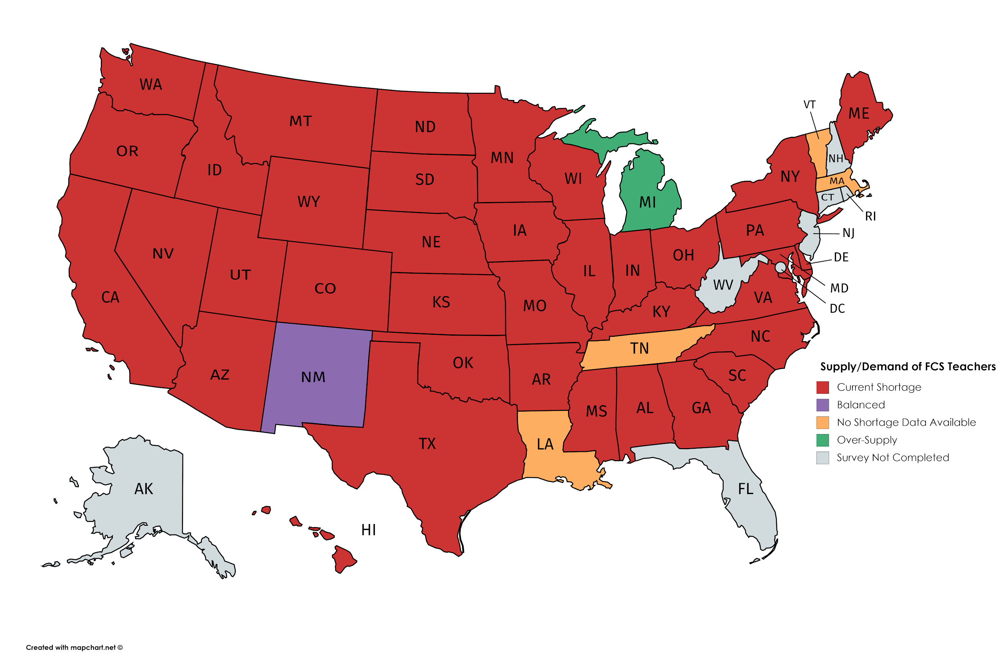 WA
MT
ND
MN
VT
ME
OR
ID
SD
WI
NH
NY
MA
WY
MI
CT
RI
IA
PA
NJ
NE
NV
OH
DE
UT
IL
IN
CO
WV
MD
CA
KS
MO
VA
DC
KY
NC
TN
OK
AZ
NM
AR
SC
MS
AL
GA
TX
LA
Supply/Demand of FCS Teachers
Current Shortage
Balanced
No Shortage Data Available
Over-Supply
Survey Not Completed
AK
FL
HI
Created with mapchart.net ©